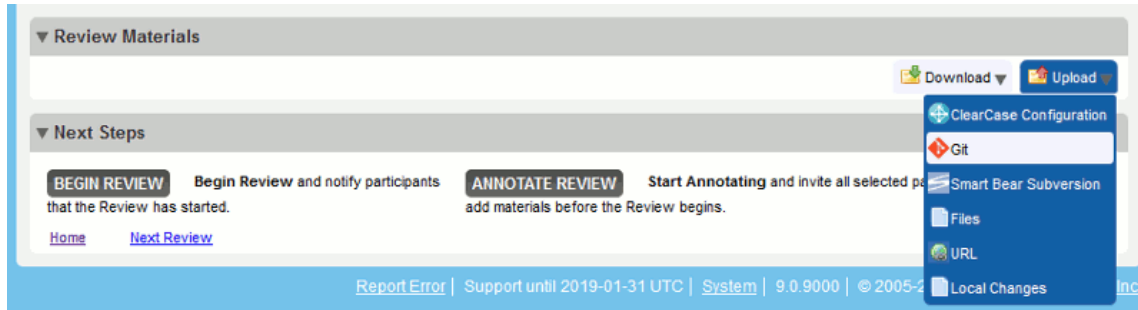 Review Materials
Download Upload
ClearCase Configuration
Next Steps
Git
BEGIN REVIEW Begin Review and notify participants
that the Review has started.
ANNOTATE REVIEW Start Annotating and invite all selected
add materials before the Review begins.
Smart Bear Subversion
Files
Home Next Review
URL
Local Changes
Report Error | Support until 2019-01-31 UTC | System | 9.0.9000 | © 2005-
Inc